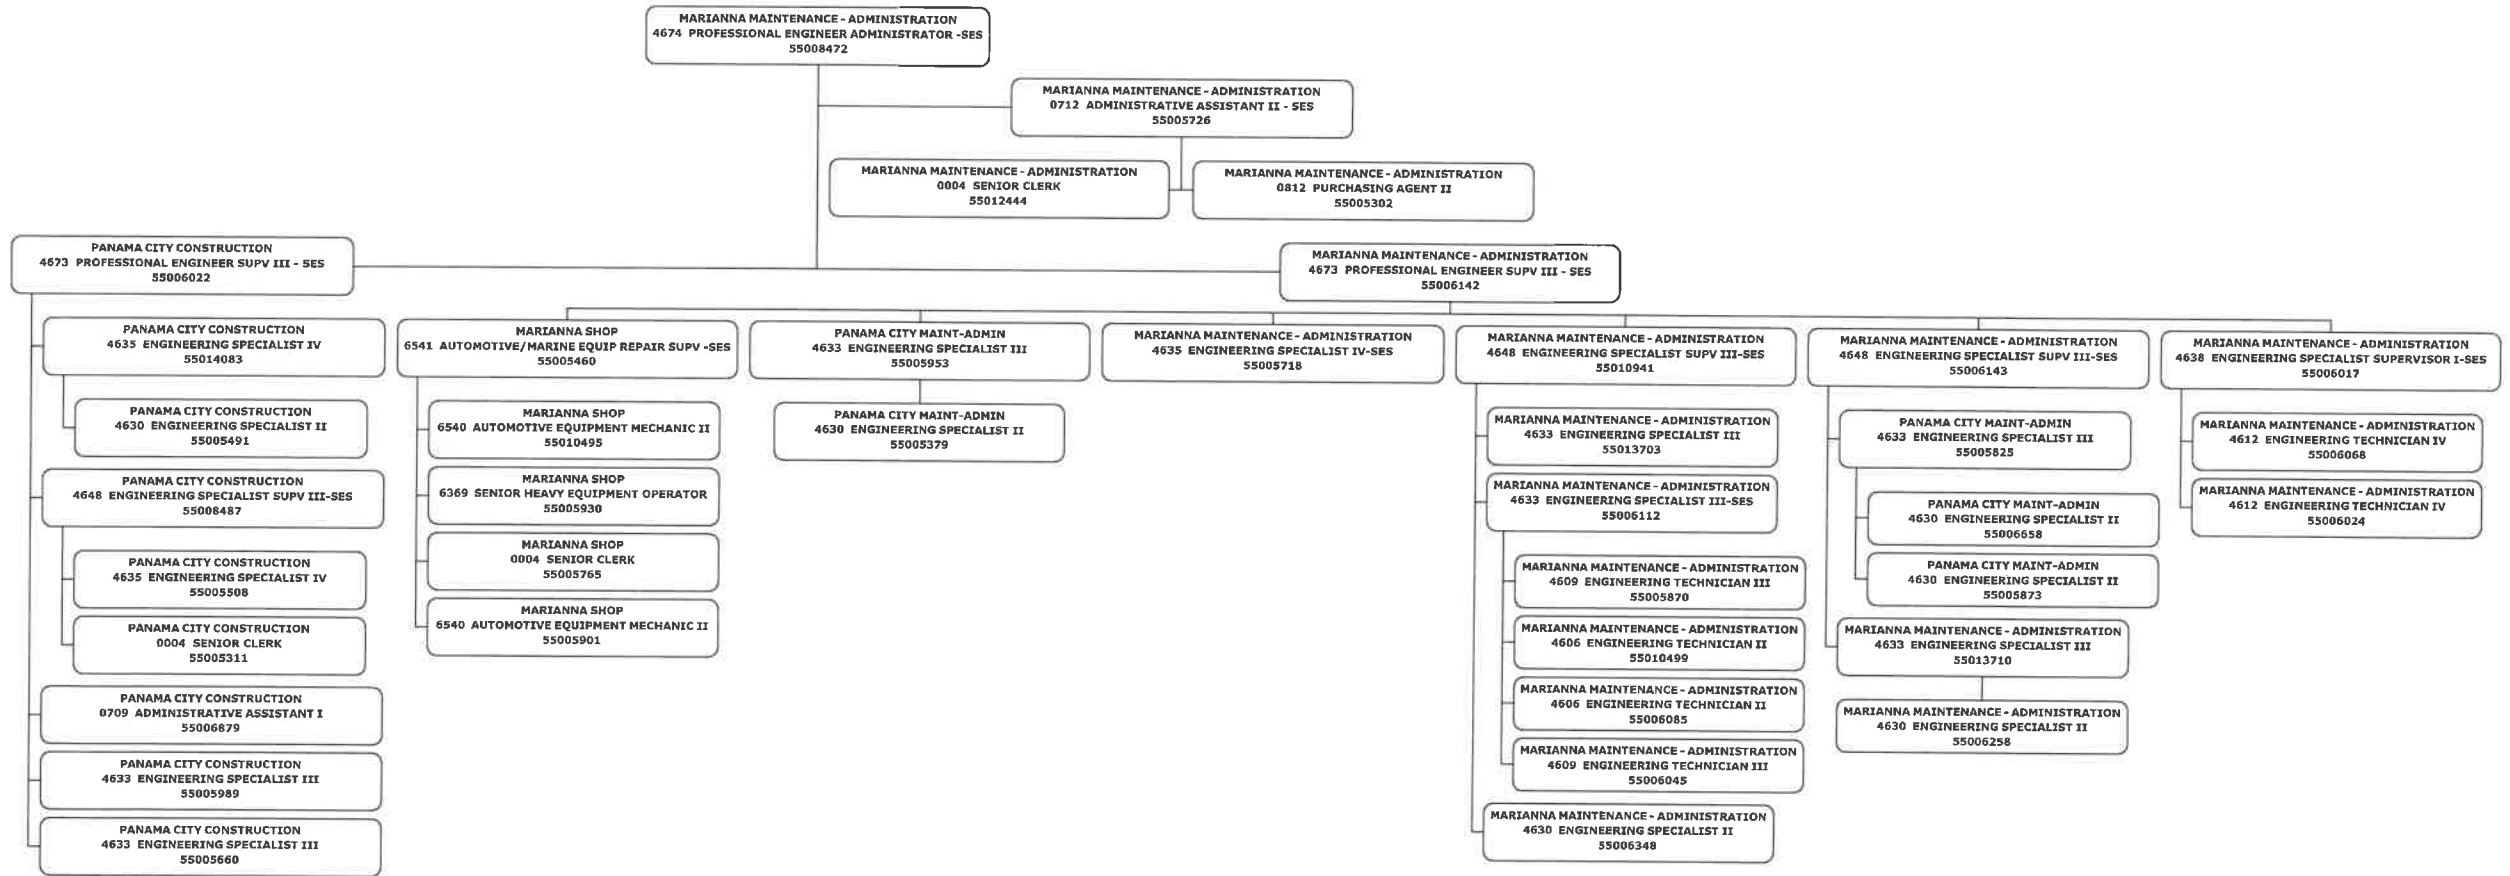 MARIANNA MAINTENANCE - ADMINISTRATION
4674 PROFESSIONAL ENGINEER ADMINISTRATOR -SES
55008472
MARIANNA MAINTENANCE - ADMINISTRATION
0712 ADMINISTRATIVE ASSISTANT II - SES
55005726
MARIANNA MAINTENANCE - ADMINISTRATION
0004 SENIOR CLERK
55012444
MARIANNA MAINTENANCE - ADMINISTRATION
0812 PURCHASING AGENT II
55005302
PANAMA CITY CONSTRUCTION
4673 PROFESSIONAL ENGINEER SUPV III - SES
55006022
MARIANNA MAINTENANCE - ADMINISTRATION
4673 PROFESSIONAL ENGINEER SUPV III - SES
55006142
PANAMA CITY CONSTRUCTION
4635 ENGINEERING SPECIALIST IV
55014083
PANAMA CITY CONSTRUCTION
4630 ENGINEERING SPECIALIST II
55005491
PANAMA CITY CONSTRUCTION
4648 ENGINEERING SPECIALIST SUPV III-SES
55008487
PANAMA CITY CONSTRUCTION
4635 ENGINEERING SPECIALIST IV
55005508
PANAMA CITY CONSTRUCTION
0004 SENIOR CLERK
55005311
PANAMA CITY CONSTRUCTION
0709 ADMINISTRATIVE ASSISTANT I
55006879
PANAMA CITY CONSTRUCTION
4633 ENGINEERING SPECIALIST III
55005989
PANAMA CITY CONSTRUCTION
4633 ENGINEERING SPECIALIST III
55005660
MARIANNA SHOP
6541 AUTOMOTIVE/MARINE EQUIP REPAIR SUPV -SES
55005460
MARIANNA SHOP
6540 AUTOMOTIVE EQUIPMENT MECHANIC II
55010495
MARIANNA SHOP
6369 SENIOR HEAVY EQUIPMENT OPERATOR
55005930
MARIANNA SHOP
0004 SENIOR CLERK
55005765
MARIANNA SHOP
6540 AUTOMOTIVE EQUIPMENT MECHANIC II
55005901
PANAMA CITY MAINT-ADMIN
4633 ENGINEERING SPECIALIST III
55005953
PANAMA CITY MAINT-ADMIN
4630 ENGINEERING SPECIALIST II
55005379
MARIANNA MAINTENANCE - ADMINISTRATION
4635 ENGINEERING SPECIALIST IV-SES
55005718
MARIANNA MAINTENANCE - ADMINISTRATION
4648 ENGINEERING SPECIALIST SUPV III-SES
55010941
MARIANNA MAINTENANCE - ADMINISTRATION
4633 ENGINEERING SPECIALIST III
55013703
MARIANNA MAINTENANCE - ADMINISTRATION
4633 ENGINEERING SPECIALIST III-SES
55006112
MARIANNA MAINTENANCE - ADMINISTRATION
4609 ENGINEERING TECHNICIAN III
55005870
MARIANNA MAINTENANCE - ADMINISTRATION
4606 ENGINEERING TECHNICIAN II
55010499
MARIANNA MAINTENANCE - ADMINISTRATION
4606 ENGINEERING TECHNICIAN II
55006085
MARIANNA MAINTENANCE - ADMINISTRATION
4609 ENGINEERING TECHNICIAN III
55006045
MARIANNA MAINTENANCE - ADMINISTRATION
4630 ENGINEERING SPECIALIST II
55006348
MARIANNA MAINTENANCE - ADMINISTRATION
4648 ENGINEERING SPECIALIST SUPV III-SES
55006143
PANAMA CITY MAINT-ADMIN
4633 ENGINEERING SPECIALIST III
55005825
PANAMA CITY MAINT-ADMIN
4630 ENGINEERING SPECIALIST II
55006658
PANAMA CITY MAINT-ADMIN
4630 ENGINEERING SPECIALIST II
55005873
MARIANNA MAINTENANCE - ADMINISTRATION
4633 ENGINEERING SPECIALIST III
55013710
MARIANNA MAINTENANCE - ADMINISTRATION
4630 ENGINEERING SPECIALIST II
55006258
MARIANNA MAINTENANCE - ADMINISTRATION
4638 ENGINEERING SPECIALIST SUPERVISOR I-SES
55006017
MARIANNA MAINTENANCE - ADMINISTRATION
4612 ENGINEERING TECHNICIAN IV
55006068
MARIANNA MAINTENANCE - ADMINISTRATION
4612 ENGINEERING TECHNICIAN IV
55006024